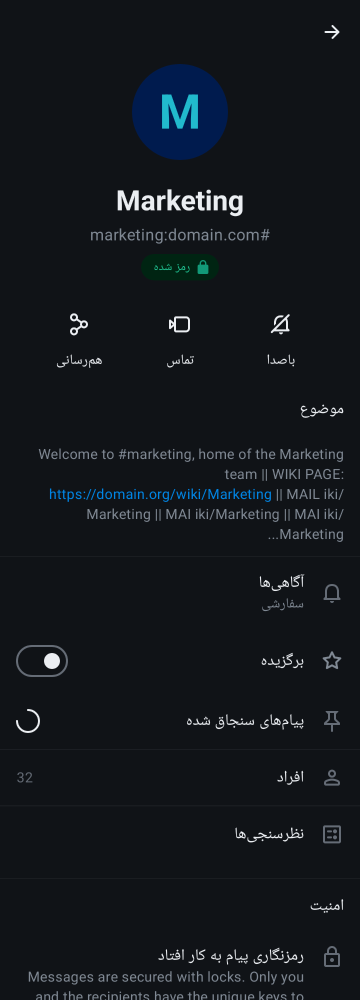 M
Marketing
marketing:domain.com#
رمز شده
باصدا
تماس
هم‌رسانی
موضوع
Welcome to #marketing, home of the Marketing
team || WIKI PAGE:
https://domain.org/wiki/Marketing || MAIL iki/
Marketing || MAI iki/Marketing || MAI iki/
...Marketing
آگاهی‌ها
سفارشی
برگزیده
پیام‌های سنجاق شده
افراد
32
نظرسنجی‌ها
امنیت
رمزنگاری پیام به کار افتاد
Messages are secured with locks. Only you
and the recipients have the unique keys to